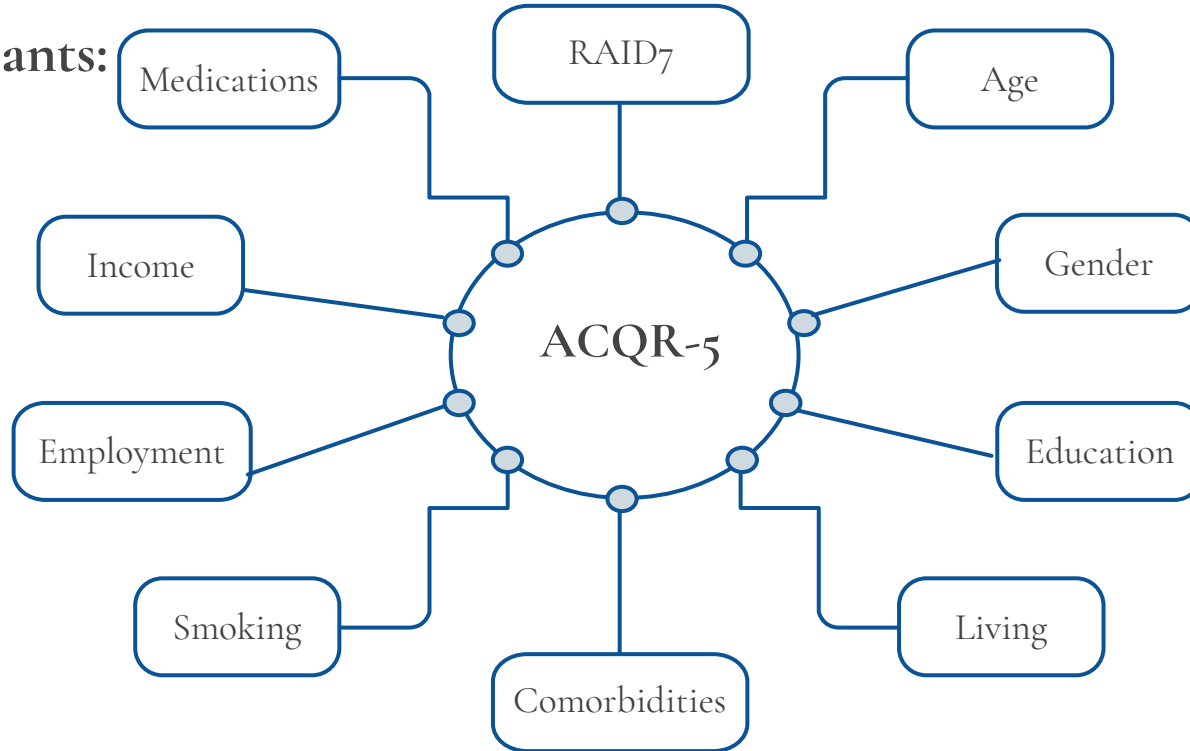 ants:
Medications
RAID7
Age
Income
Gender
ACQR-5
Employment
Education
Smoking
Living
Comorbidities